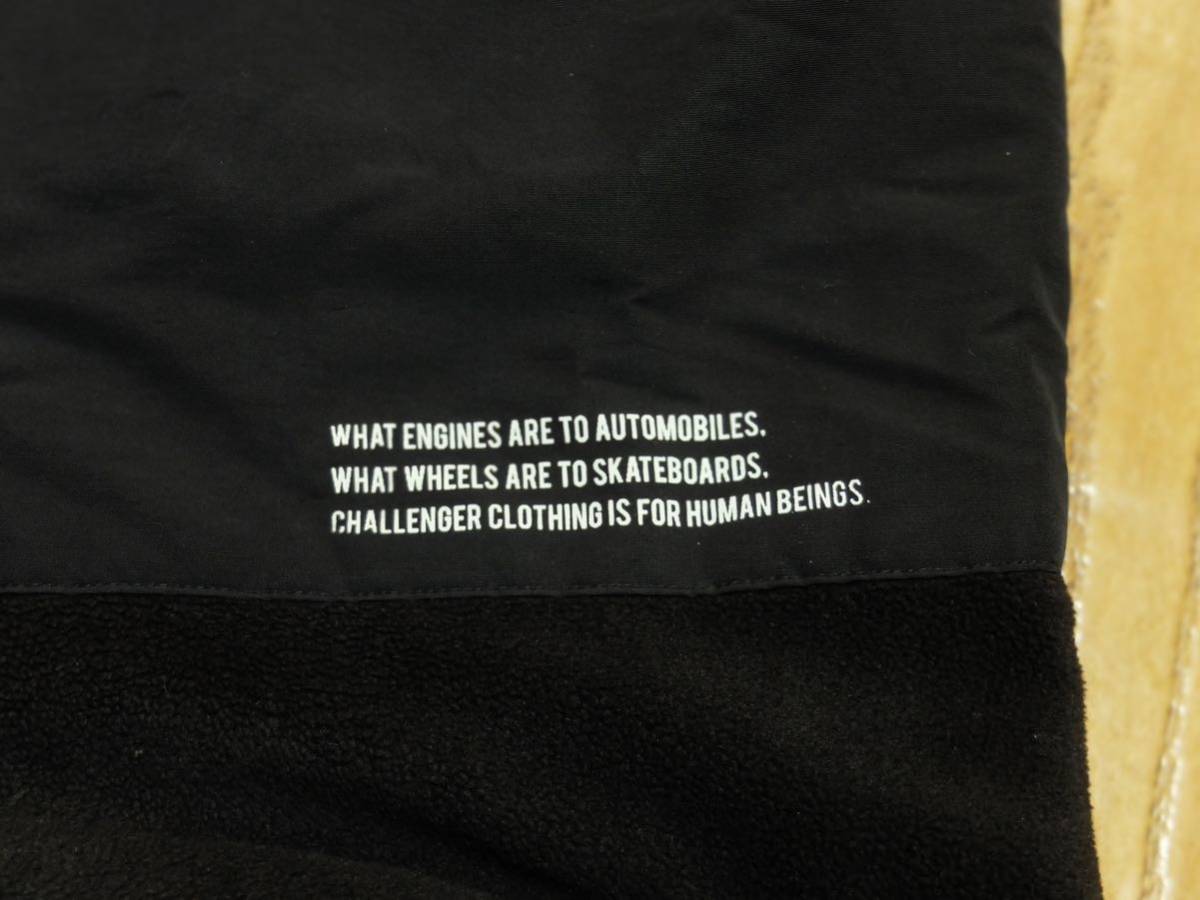 WHAT ENGINES ARE TO AUTOMOBILES,
WHAT WHEELS ARE TO SKATEBOARDS,
CHALLENGER CLOTHING IS FOR HUMAN BEINGS.